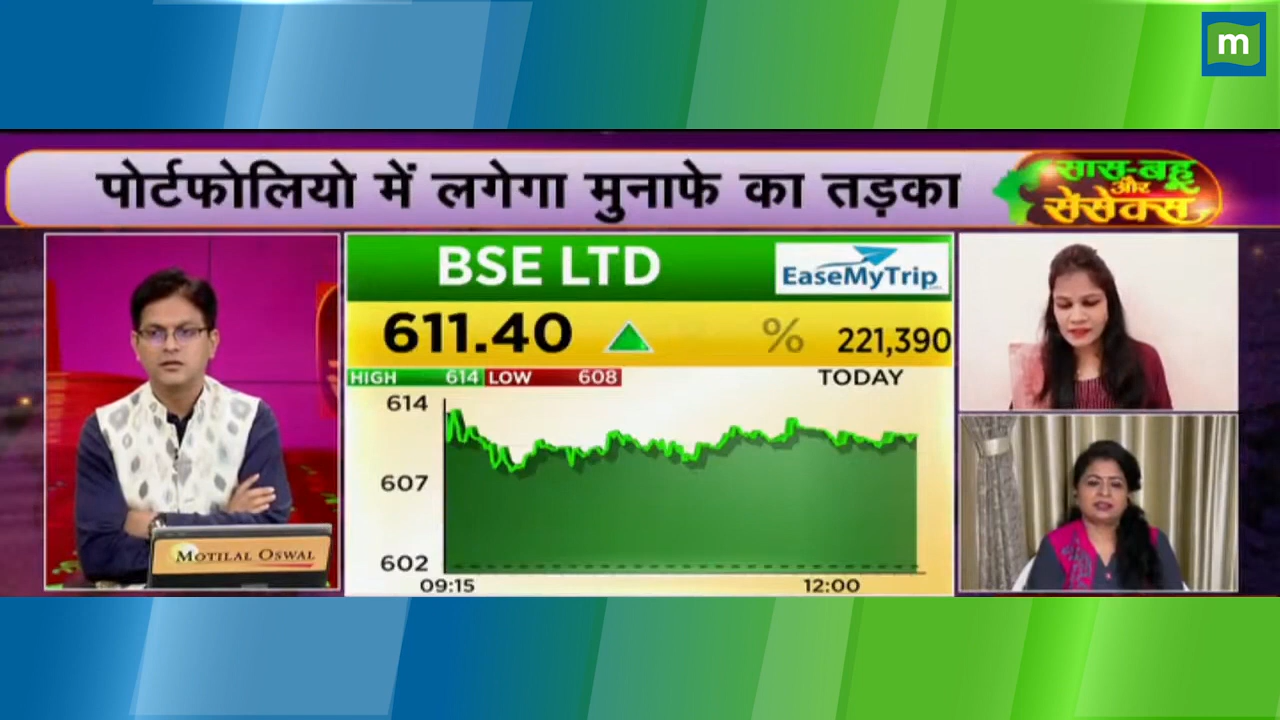 m
पोर्टफोलियो में लगेगा मुनाफे का तड़का
सास-बहू
और
सेंसेक्स
BSE LTD
EaseMyTrip.com
611.40 % 221,390
HIGH 614 LOW 608 TODAY
614
607
602
09:15 12:00
MOTILAL OSWAL